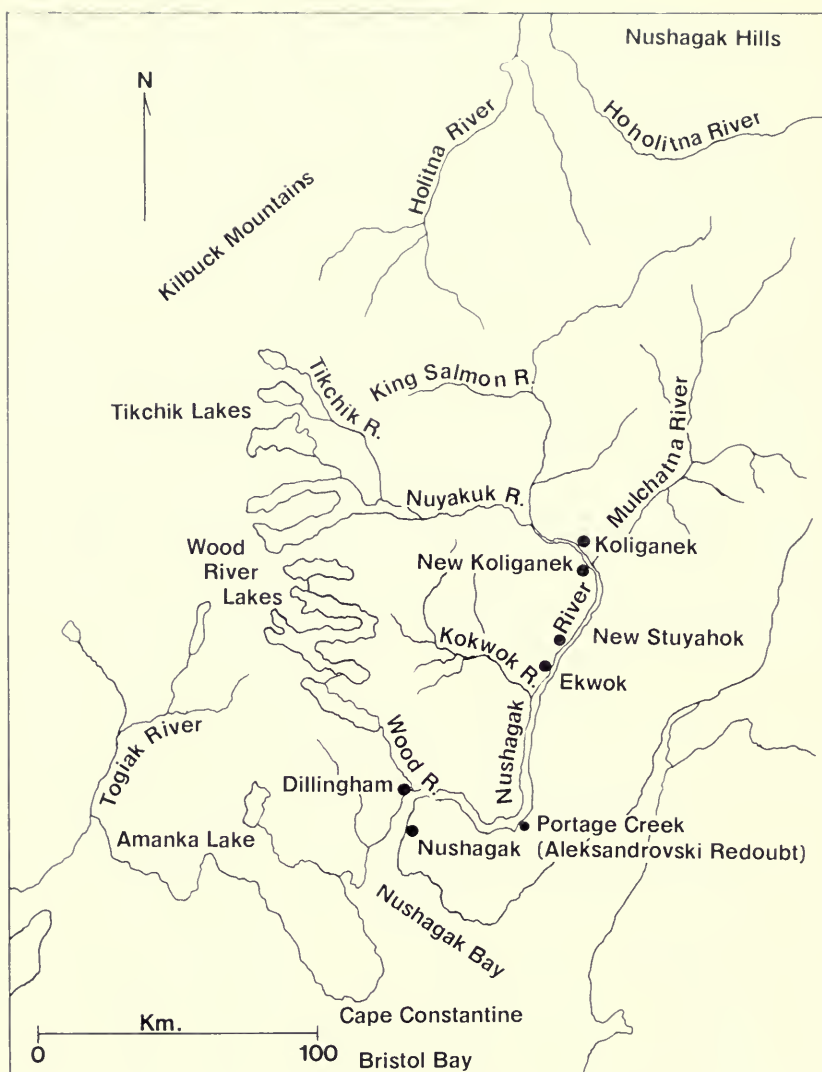 Nushagak Hills
N
Holitna River
Hoholitna River
Kilbuck Mountains
Tikchik R.
King Salmon R.
Tikchik Lakes
Mulchatna River
Nuyakuk R.
Koliganek
Wood
River
Lakes
New Koliganek
New Stuyahok
Kokwok R.
Ekwok
Nushagak River
Togiak River
Wood R.
Dillingham
Portage Creek
(Aleksandrovski Redoubt)
Amanka Lake
Nushagak
Nushagak Bay
Cape Constantine
Km.
0 100
Bristol Bay